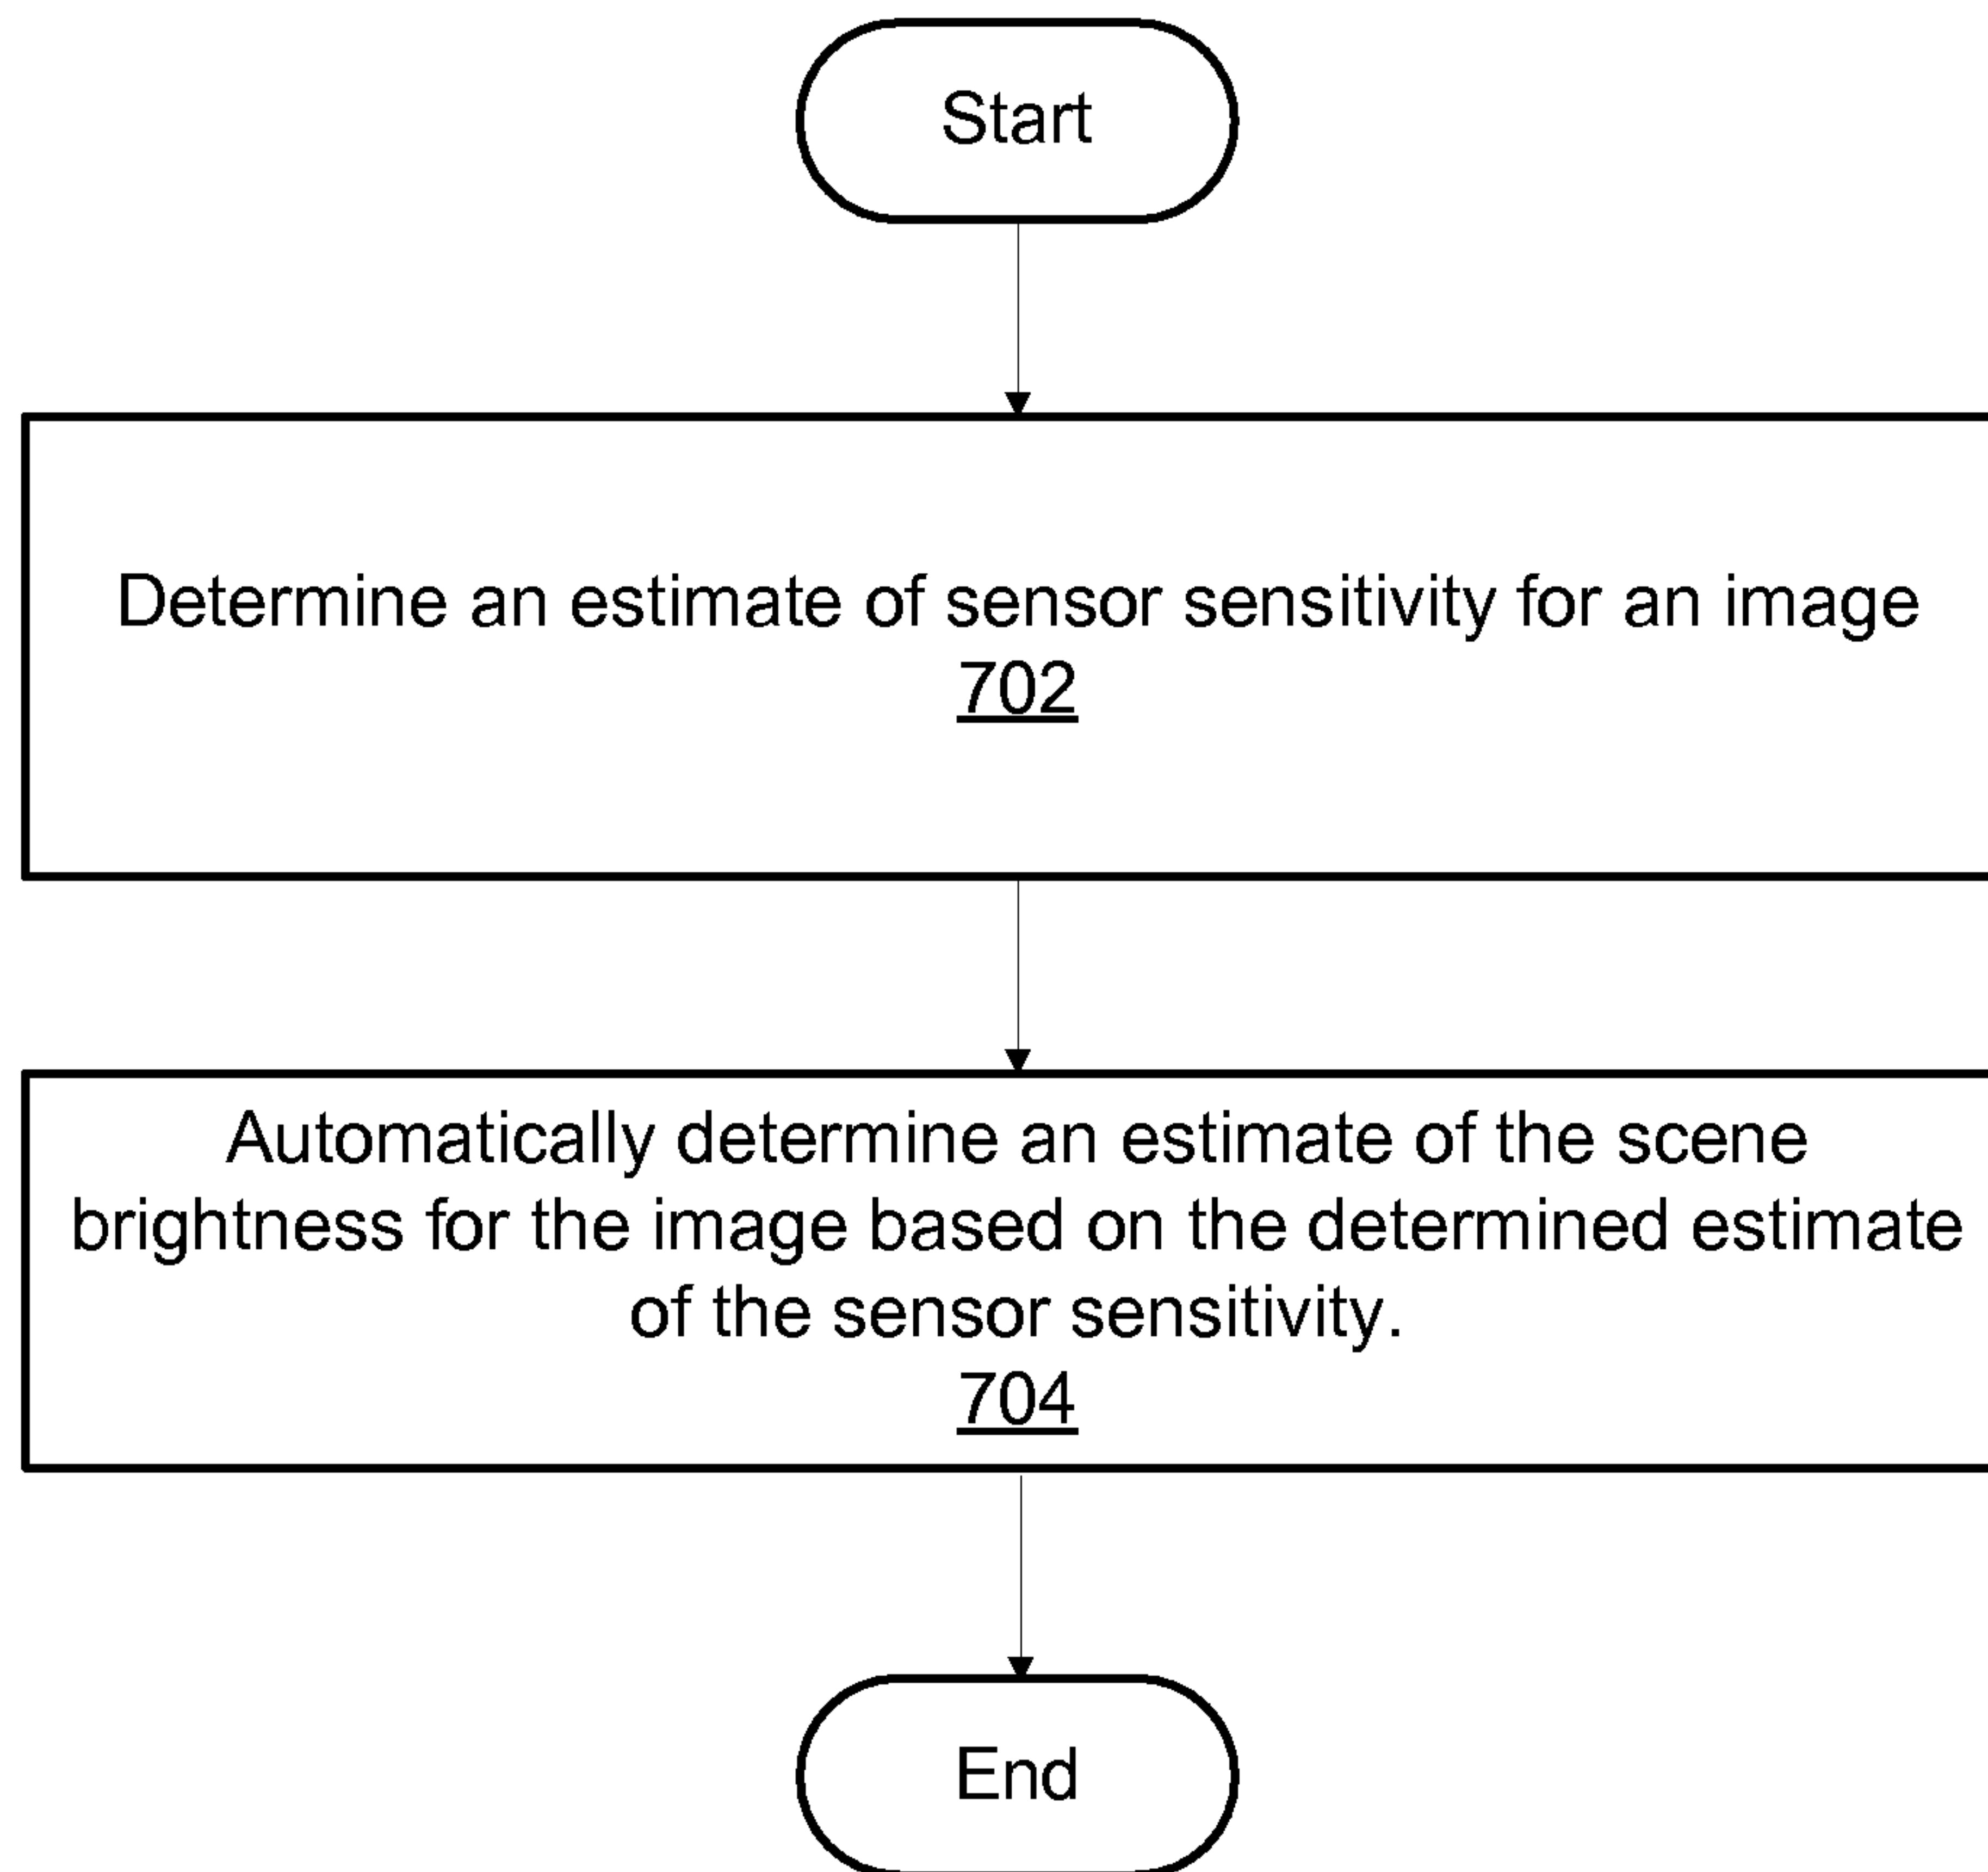 Start
Determine an estimate of sensor sensitivity for an image
702
Automatically determine an estimate of the scene
brightness for the image based on the determined estimate
of the sensor sensitivity.
704
End